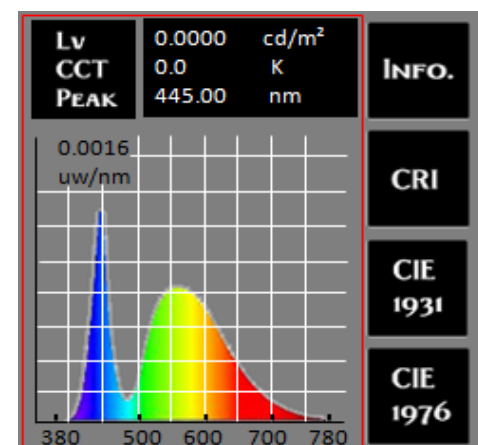 Lv 0.0000 cd/m²
CCT 0.0 K
PEAK 445.00 nm
INFO.
0.0016
uw/nm
CRI
CIE
1931
CIE
1976
380 500 600 700 780